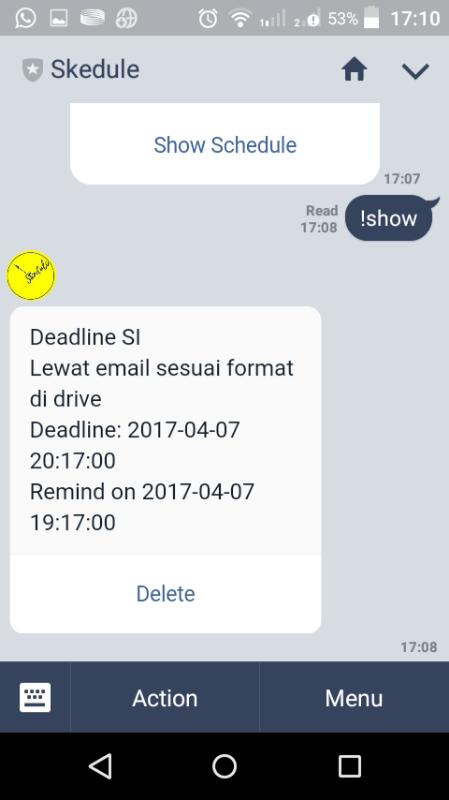 53% 17:10
Skedule
Show Schedule
17:07
Read
17:08
!show
Deadline SI
Lewat email sesuai format
di drive
Deadline: 2017-04-07
20:17:00
Remind on 2017-04-07
19:17:00
Delete
17:08
Action
Menu